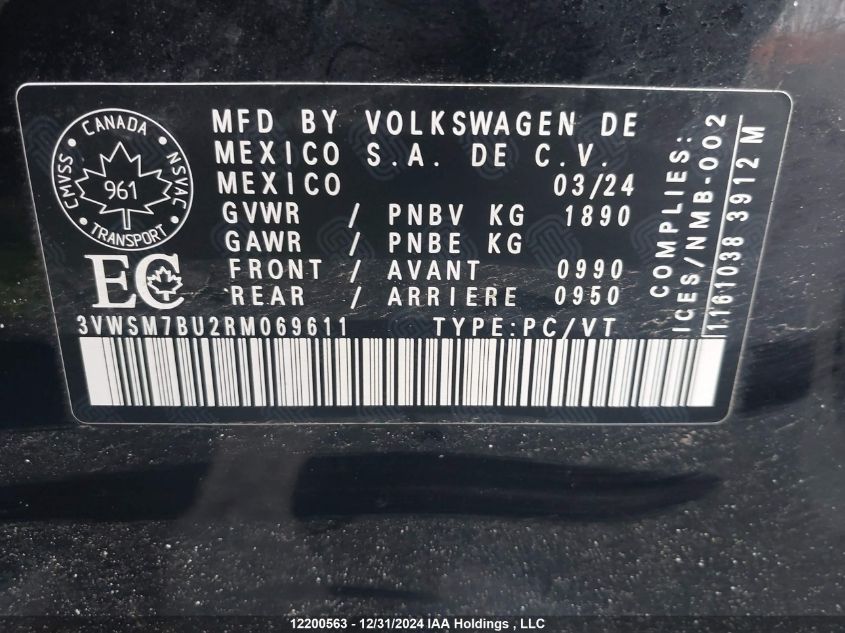 CANADA
CMVSS
NSVAC
961
TRANSPORT
MFD BY VOLKSWAGEN DE
MEXICO S.A. DE C.V.
MEXICO 03/24
GVWR / PNBV KG 1890
GAWR / PNBE KG
FRONT / AVANT 0990
REAR / ARRIERE 0950
EC
3VWSM7BU2RM069611 TYPE:PC/VT
COMPLIES:
ICES/NMB-002
1161038 3912 M
12200563 - 12/31/2024 IAA Holdings , LLC